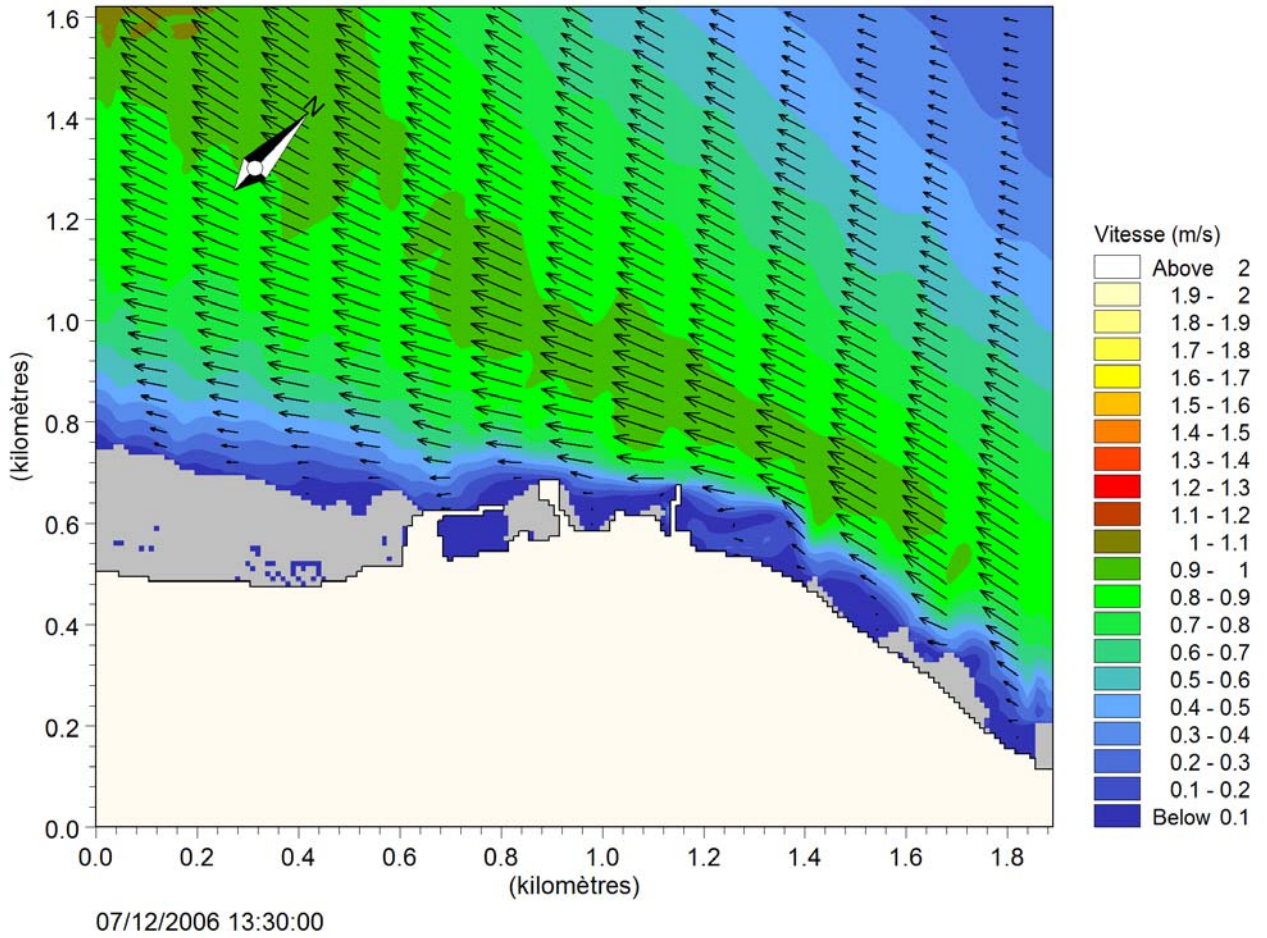 1.6
1.4
1.2
1.0
0.8
0.6
0.4
0.2
0.0
(kilomètres)
N
0.0 0.2 0.4 0.6 0.8 1.0 1.2 1.4 1.6 1.8
(kilomètres)
07/12/2006 13:30:00
Vitesse (m/s)
Above 2
1.9 - 2
1.8 - 1.9
1.7 - 1.8
1.6 - 1.7
1.5 - 1.6
1.4 - 1.5
1.3 - 1.4
1.2 - 1.3
1.1 - 1.2
1 - 1.1
0.9 - 1
0.8 - 0.9
0.7 - 0.8
0.6 - 0.7
0.5 - 0.6
0.4 - 0.5
0.3 - 0.4
0.2 - 0.3
0.1 - 0.2
Below 0.1